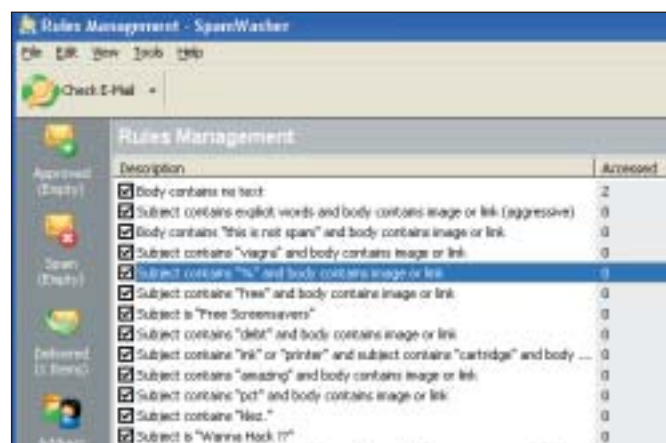 Rules Management - SpamWasher
File Edit View Tools Help
Check E-Mail
Rules Management
Approved
(Empty)
Description Accessed
Body contains no text 2
Subject contains explicit words and body contains image or link (aggressive) 0
Body contains "this is not spam" and body contains image or link 0
Subject contains "viagra" and body contains image or link 0
Spam
(Empty)
Subject contains "%" and body contains image or link 0
Subject contains "free" and body contains image or link 0
Subject is "Free Screensavers" 0
Subject contains "debt" and body contains image or link 0
Delivered
Items)
Subject contains "ink" or "printer" and subject contains "cartridge" and body ... 0
Subject contains "amazing" and body contains image or link 0
Subject contains "pct" and body contains image or link 0
Subject contains 0
Subject is "Wanna Hack ??" 0
Address